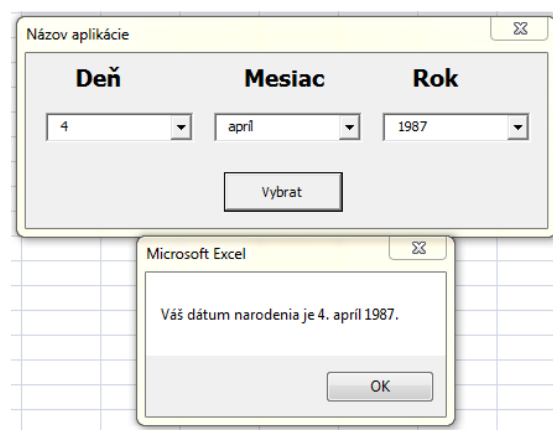 Názov aplikácie
Deň Mesiac Rok
4 apríl 1987
Vybrat
Microsoft Excel
Váš dátum narodenia je 4. apríl 1987.
OK